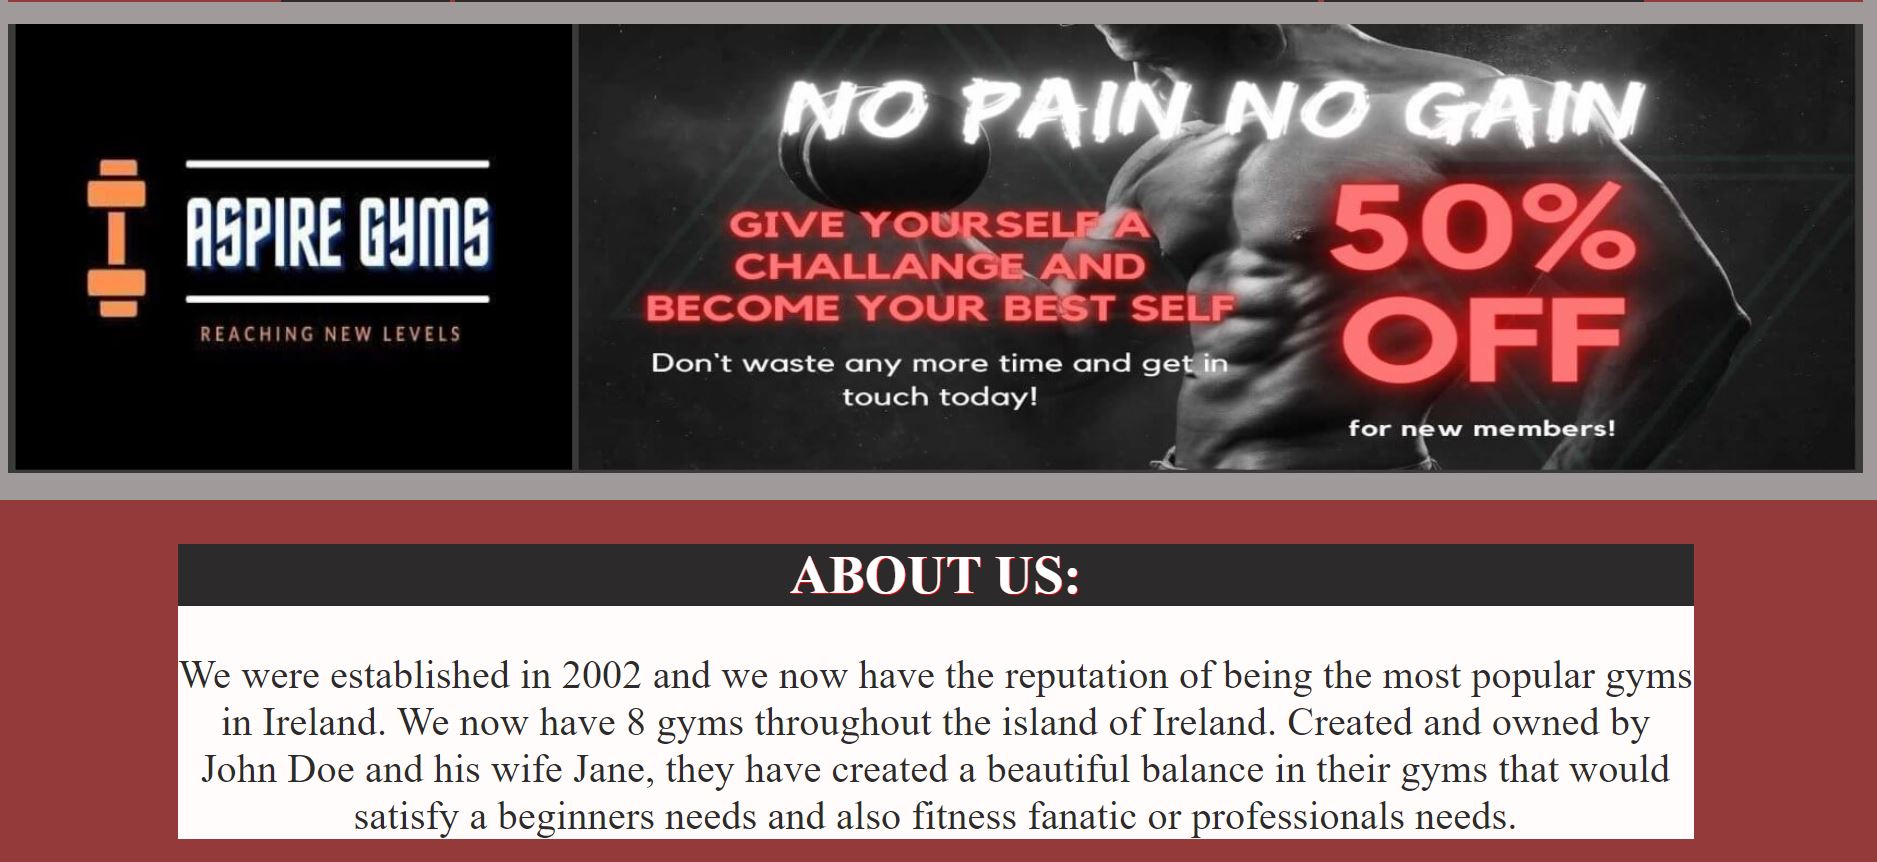 ASPIRE GYMS
REACHING NEW LEVELS
NO PAIN NO GAIN
GIVE YOURSELF A
CHALLANGE AND
BECOME YOUR BEST SELF
Don't waste any more time and get in
touch today!
50%
OFF
for new members!
ABOUT US:
We were established in 2002 and we now have the reputation of being the most popular gyms
in Ireland. We now have 8 gyms throughout the island of Ireland. Created and owned by
John Doe and his wife Jane, they have created a beautiful balance in their gyms that would
satisfy a beginners needs and also fitness fanatic or professionals needs.